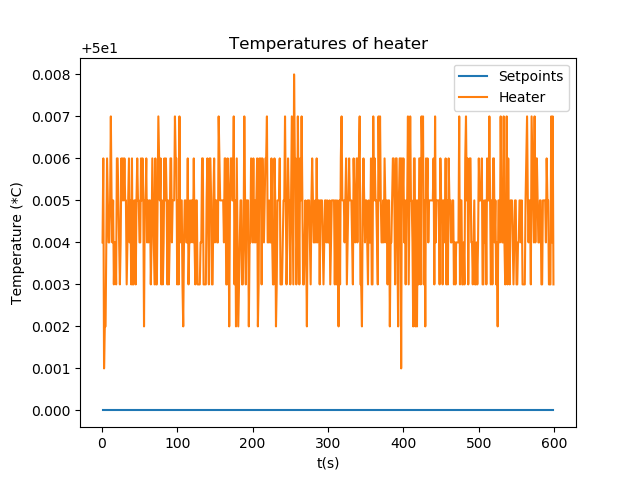 Temperatures of heater
+5e1
Setpoints
Heater
0.008
0.007
0.006
0.005
0.004
0.003
0.002
0.001
0.000
Temperature (*C)
0 100 200 300 400 500 600
t(s)